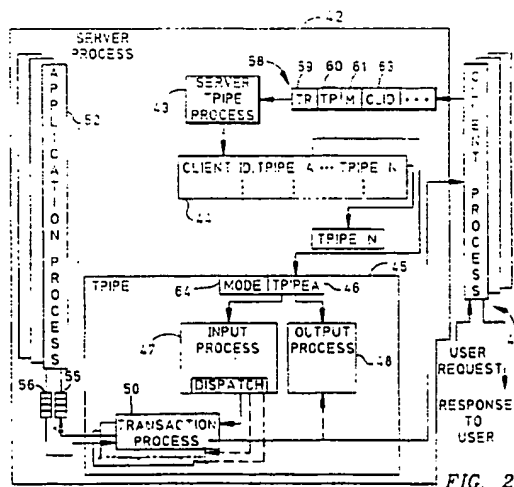 42
SERVER
PROCESS
58
59 60 61 63
TR TP M CLID ...
SERVER
TPIPE
PROCESS
43
APPLICATION PROCESS
52
CLIENT PROCESS
CLIENT ID. TPIPE A ... TPIPE N
44
TPIPE N
45
TPIPE
64
MODE TPIPEA
46
47
INPUT
PROCESS
OUTPUT
PROCESS
48
DISPATCH
50
56
55
TRANSACTION
PROCESS
USER
REQUEST
RESPONSE
TO
USER
FIG. 2